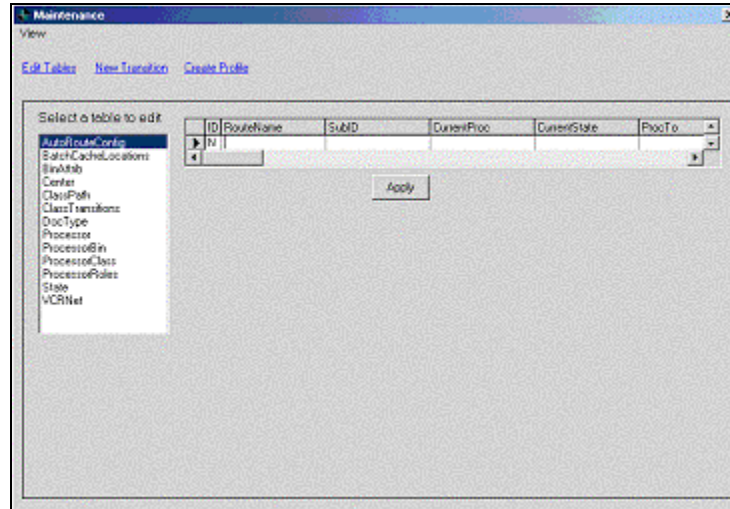 Maintenance
View
Edit Tables New Transition Create Profile
Select a table to edit
ID RouteName SubID CurrentProc CurrentState ProcTo
N
AutoRouteConfig
BatchCacheLocations
BinAttrib
Center
ClassPath
ClassTransitions
DocType
Processor
ProcessorBin
ProcessorClass
ProcessorRoles
State
VCRNet
Apply